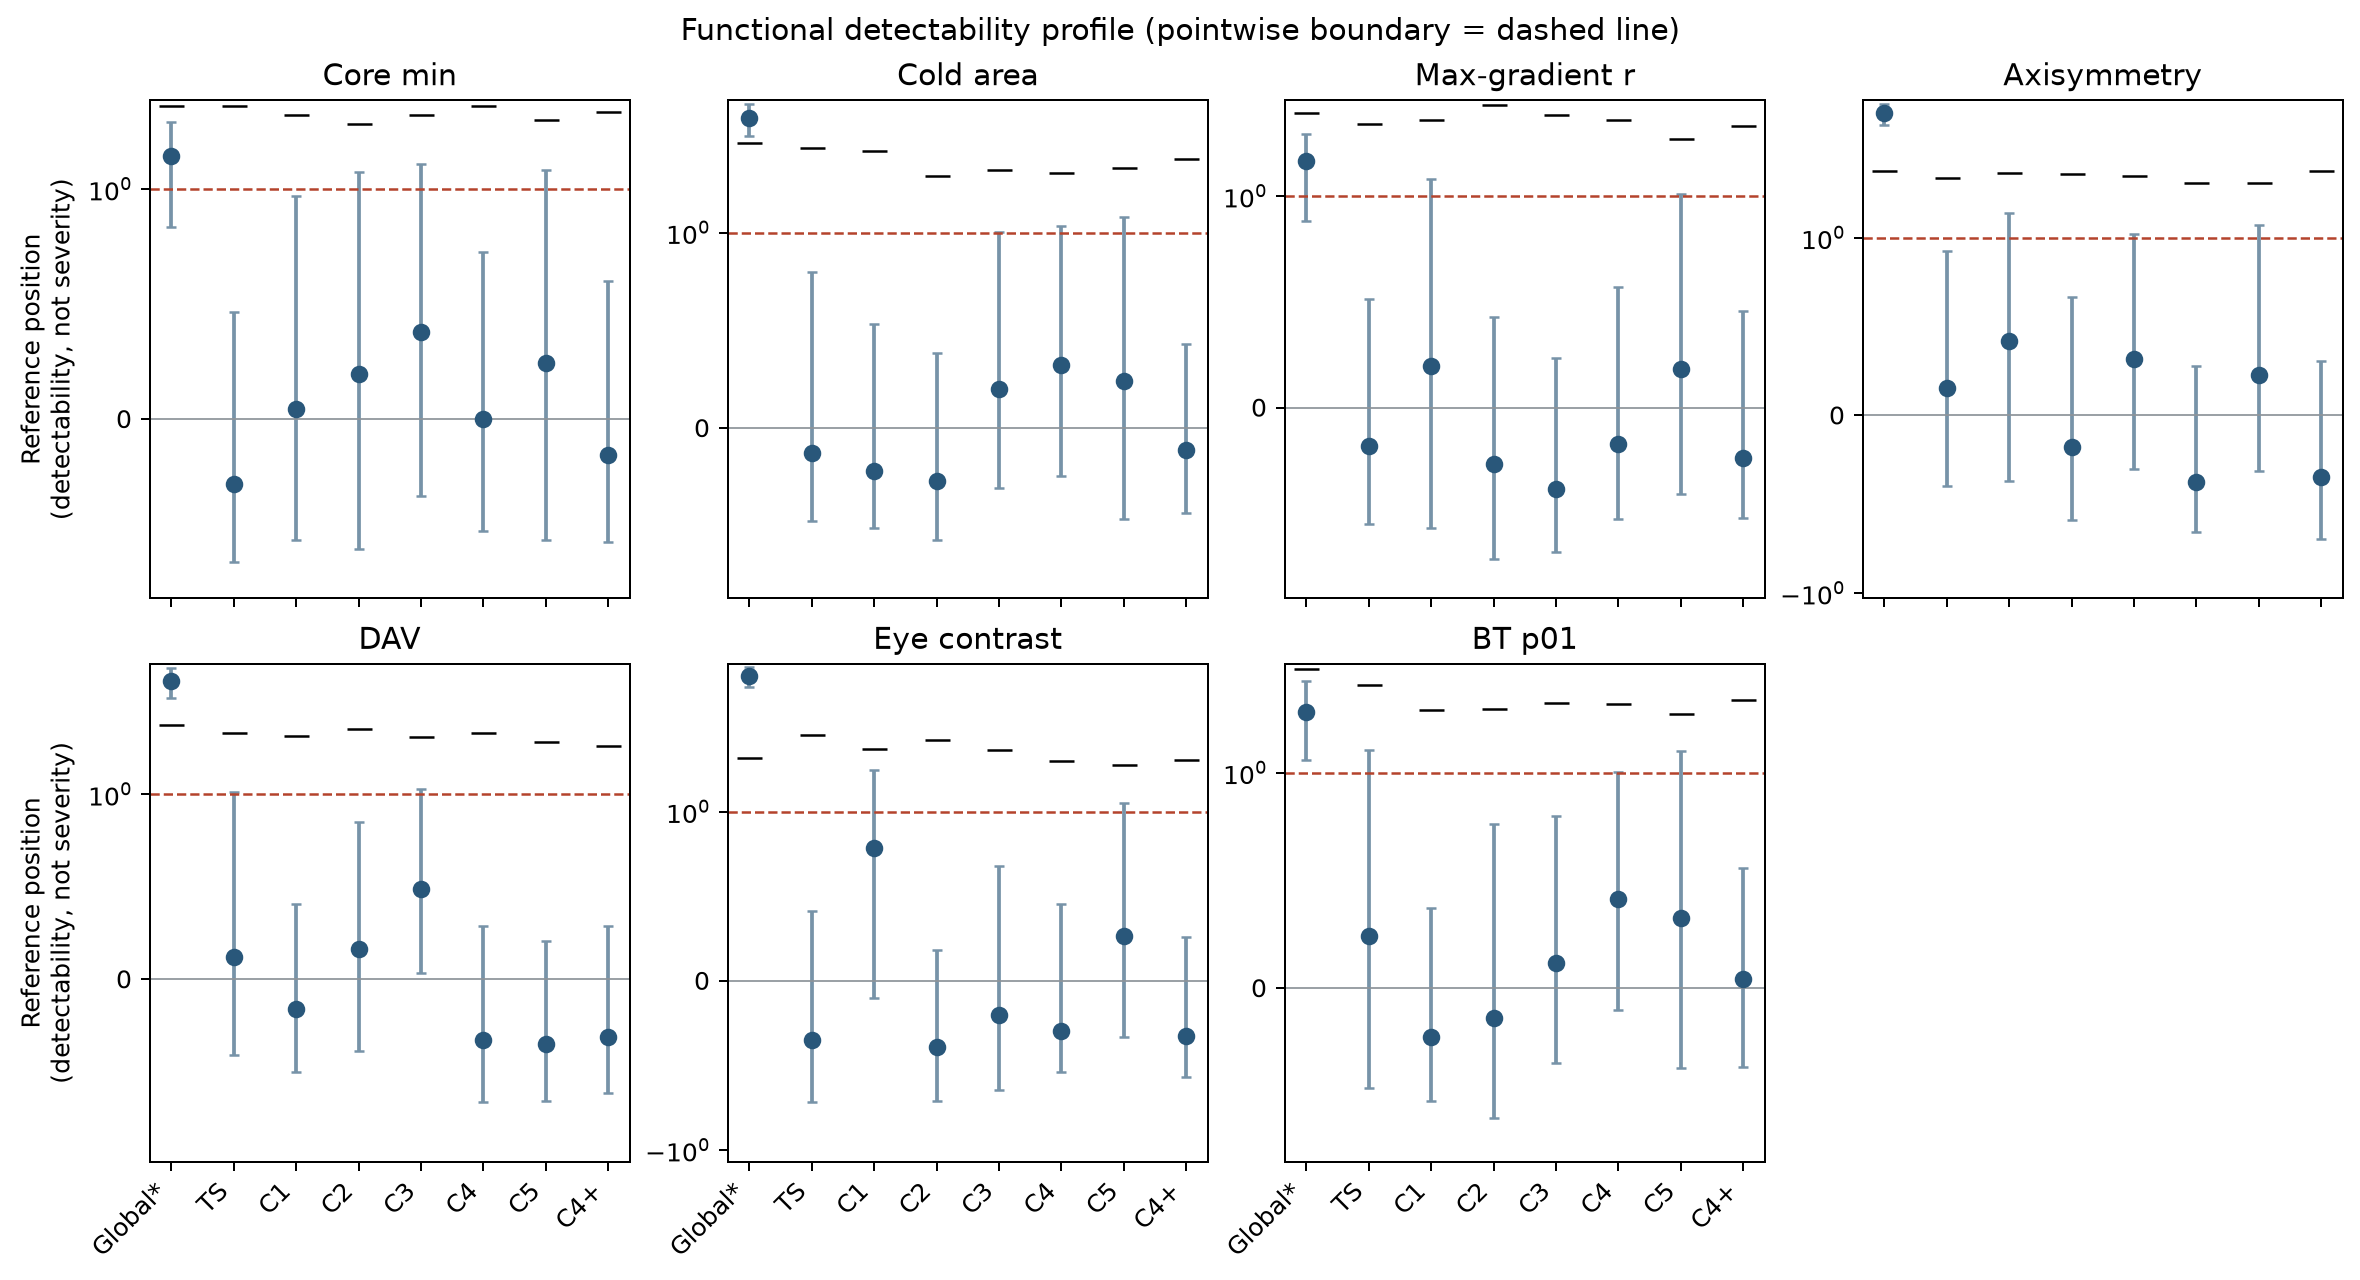 Functional detectability profile (pointwise boundary = dashed line)
Core min
Cold area
Max-gradient r
Axisymmetry
Reference position
(detectability, not severity)
10⁰
0
10⁰
0
10⁰
0
10⁰
0
−10⁰
DAV
Eye contrast
BT p01
Reference position
(detectability, not severity)
10⁰
0
10⁰
0
−10⁰
10⁰
0
Global*
TS
C1
C2
C3
C4
C5
C4+
Global*
TS
C1
C2
C3
C4
C5
C4+
Global*
TS
C1
C2
C3
C4
C5
C4+